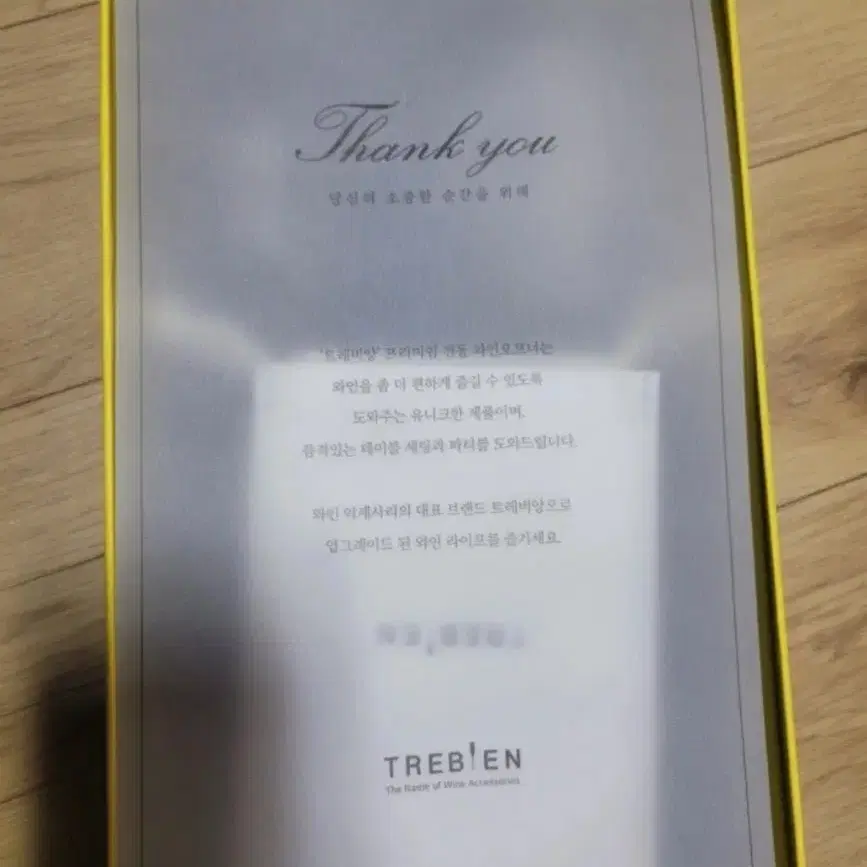 Thank you
당신의 소중한 순간을 위해
'트레비앙' 프리미엄 전동 와인오프너는
와인을 좀 더 편하게 즐길 수 있도록
도와주는 유니크한 제품이며,
품격있는 테이블 세팅과 파티를 도와드립니다.
와인 악세사리의 대표 브랜드 트레비앙으로
업그레이드 된 와인 라이프를 즐기세요.
TREBIEN
The Name of Wine Accessories